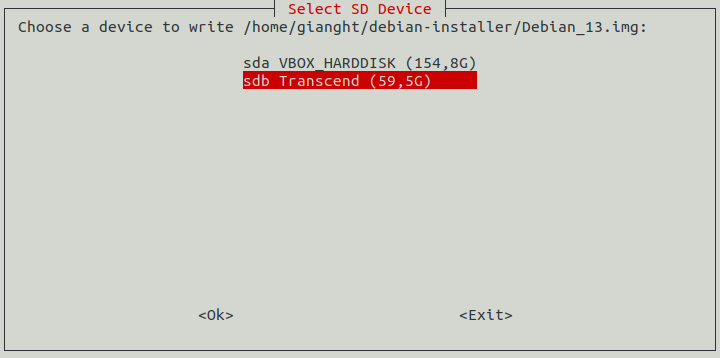 Select SD Device
Choose a device to write /home/gianght/debian-installer/Debian_13.img:
sda VBOX_HARDDISK (154,8G)
sdb Transcend (59,5G)
<Ok> <Exit>